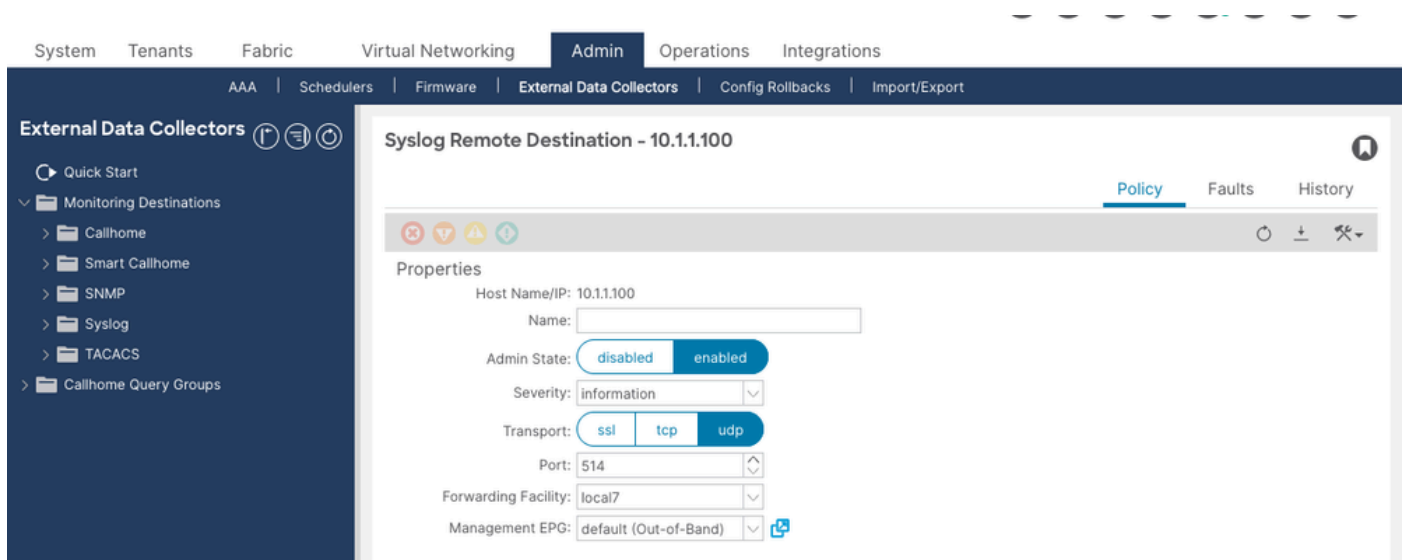 System Tenants Fabric Virtual Networking Admin Operations Integrations
AAA | Schedulers | Firmware | External Data Collectors | Config Rollbacks | Import/Export
External Data Collectors
Quick Start
Monitoring Destinations
Callhome
Smart Callhome
SNMP
Syslog
TACACS
Callhome Query Groups
Syslog Remote Destination - 10.1.1.100
Policy Faults History
Properties
Host Name/IP: 10.1.1.100
Name:
Admin State: disabled enabled
Severity: information
Transport: ssl tcp udp
Port: 514
Forwarding Facility: local7
Management EPG: default (Out-of-Band)